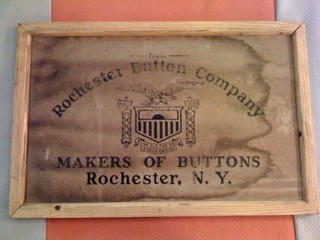 From
Rochester Button Company
MAKERS OF BUTTONS
Rochester, N. Y.